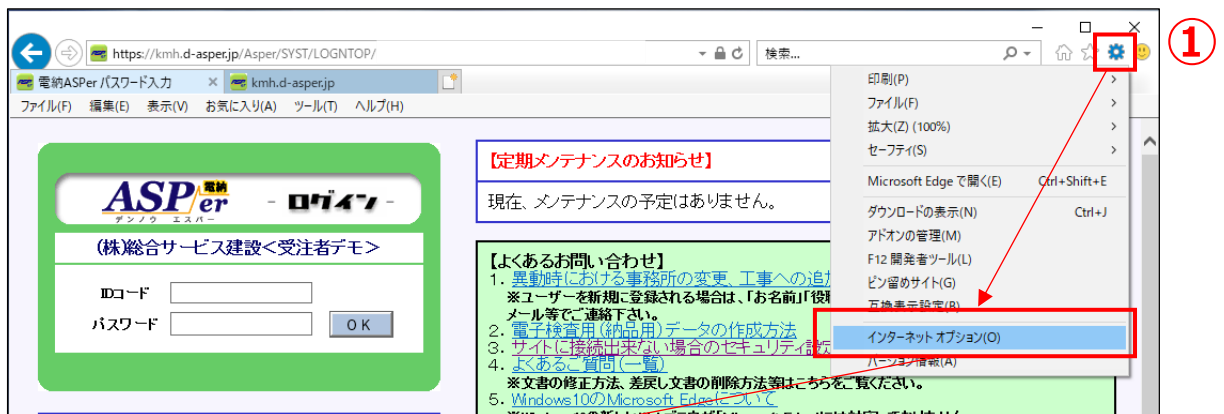 ①
https://kmh.d-asper.jp/Asper/SYST/LOGNTOP/
検索...
電納ASPer パスワード入力
kmh.d-asper.jp
ファイル(F) 編集(E) 表示(V) お気に入り(A) ツール(T) ヘルプ(H)
ASPer 電納
デンノウ エスパー
- ログイン -
(株)総合サービス建設<受注者デモ>
IDコード
パスワード
OK
【定期メンテナンスのお知らせ】
現在、メンテナンスの予定はありません。
【よくあるお問い合わせ】
1. 異動時における事務所の変更、工事への追加
※ユーザーを新規に登録される場合は、「お名前」「役職
メール等でご連絡下さい。
2. 電子検査用(納品用)データの作成方法
3. サイトに接続出来ない場合のセキュリティ設定
4. よくあるご質問(一覧)
※文書の修正方法、差戻し文書の削除方法等はこちらをご覧ください。
5. Windows10のMicrosoft Edgeについて
印刷(P)
ファイル(F)
拡大(Z) (100%)
セーフティ(S)
Microsoft Edge で開く(E) Ctrl+Shift+E
ダウンロードの表示(N) Ctrl+J
アドオンの管理(M)
F12 開発者ツール(L)
ピン留めサイト(G)
互換表示設定(B)
インターネット オプション(O)
バージョン情報(A)